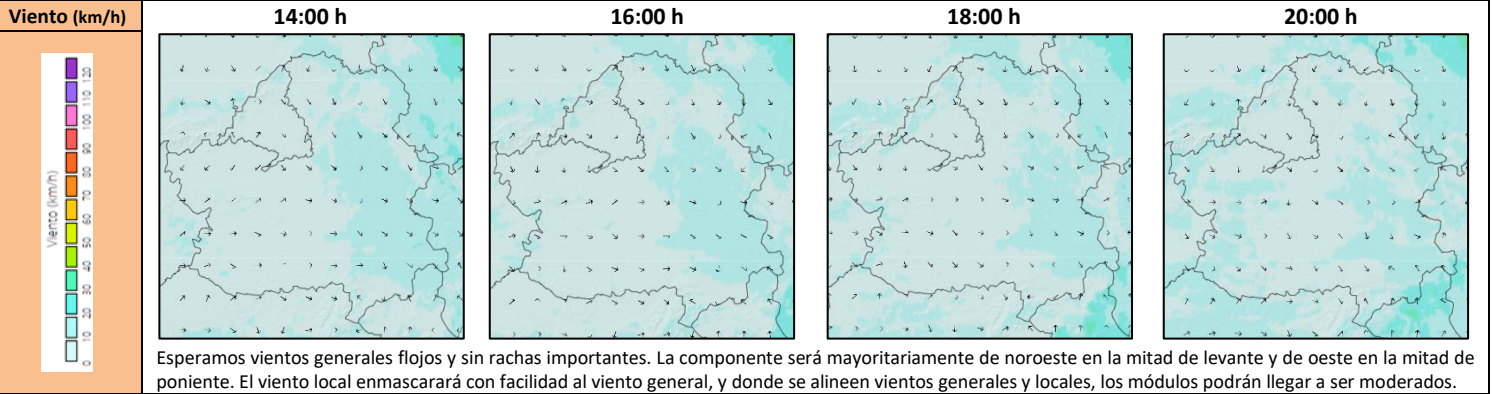 Viento (km/h) 14:00 h 16:00 h 18:00 h 20:00 h
Viento (km/h)
0 10 20 30 40 50 60 70 80 90 100 110 120
Esperamos vientos generales flojos y sin rachas importantes. La componente será mayoritariamente de noroeste en la mitad de levante y de oeste en la mitad de
poniente. El viento local enmascarará con facilidad al viento general, y donde se alineen vientos generales y locales, los módulos podrán llegar a ser moderados.